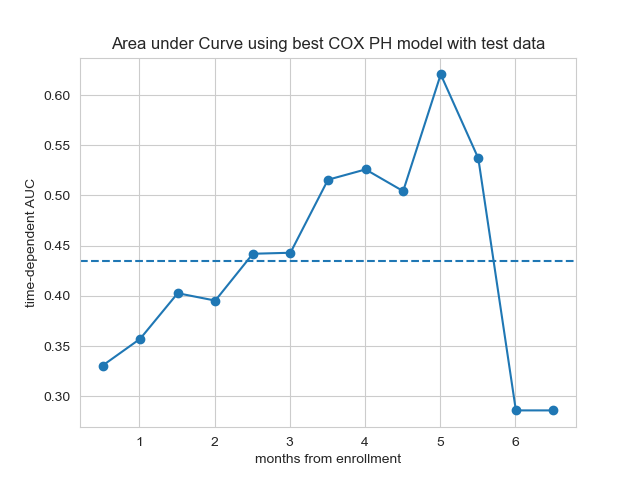 Area under Curve using best COX PH model with test data
time-dependent AUC
0.60
0.55
0.50
0.45
0.40
0.35
0.30
1 2 3 4 5 6
months from enrollment